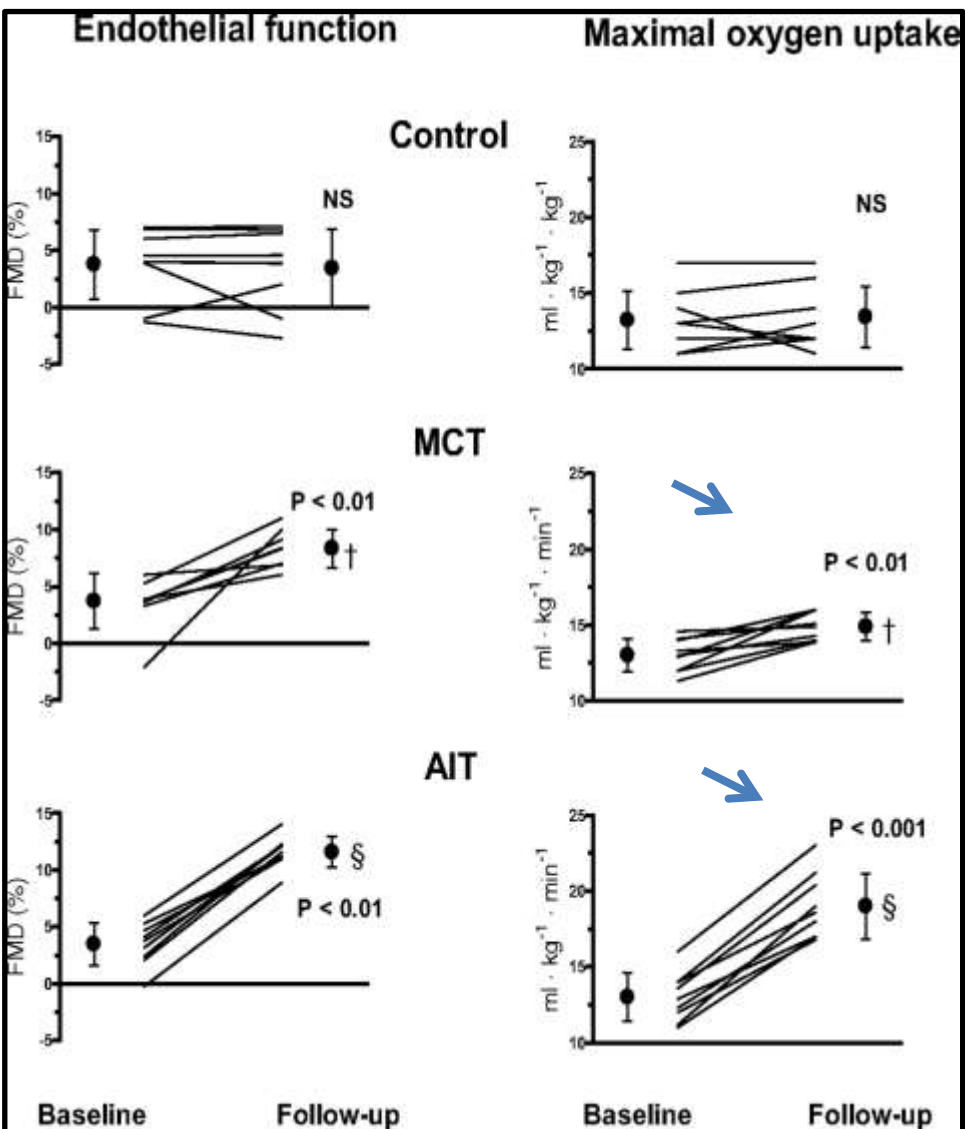 Endothelial function
Maximal oxygen uptake
Control
15
10
5
0
-5
FMD (%)
NS
25
20
15
10
ml · kg-1 · kg-1
NS
MCT
15
10
5
0
-5
FMD (%)
P < 0.01
†
25
20
15
10
ml · kg-1 · min-1
P < 0.01
†
AIT
15
10
5
0
-5
FMD (%)
§
P < 0.01
25
20
15
10
ml · kg-1 · min-1
P < 0.001
§
Baseline
Follow-up
Baseline
Follow-up